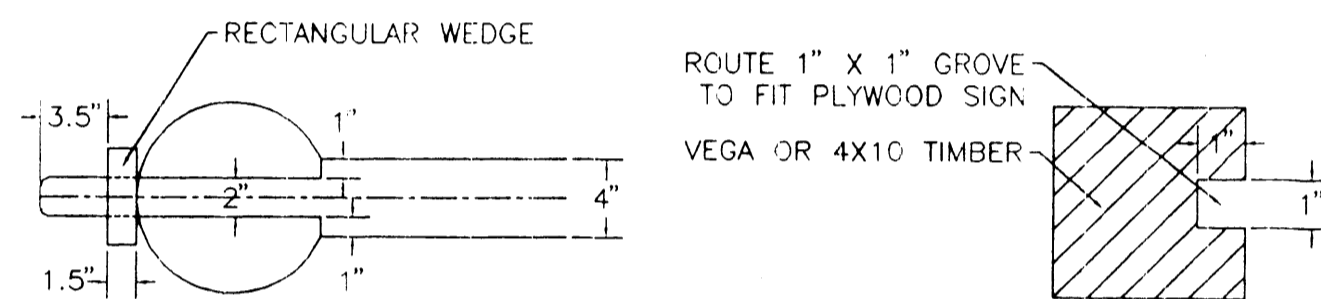 RECTANGULAR WEDGE
3.5"
1"
2"
4"
1.5"
1"
ROUTE 1" X 1" GROVE
TO FIT PLYWOOD SIGN
VEGA OR 4X10 TIMBER
1"
1"